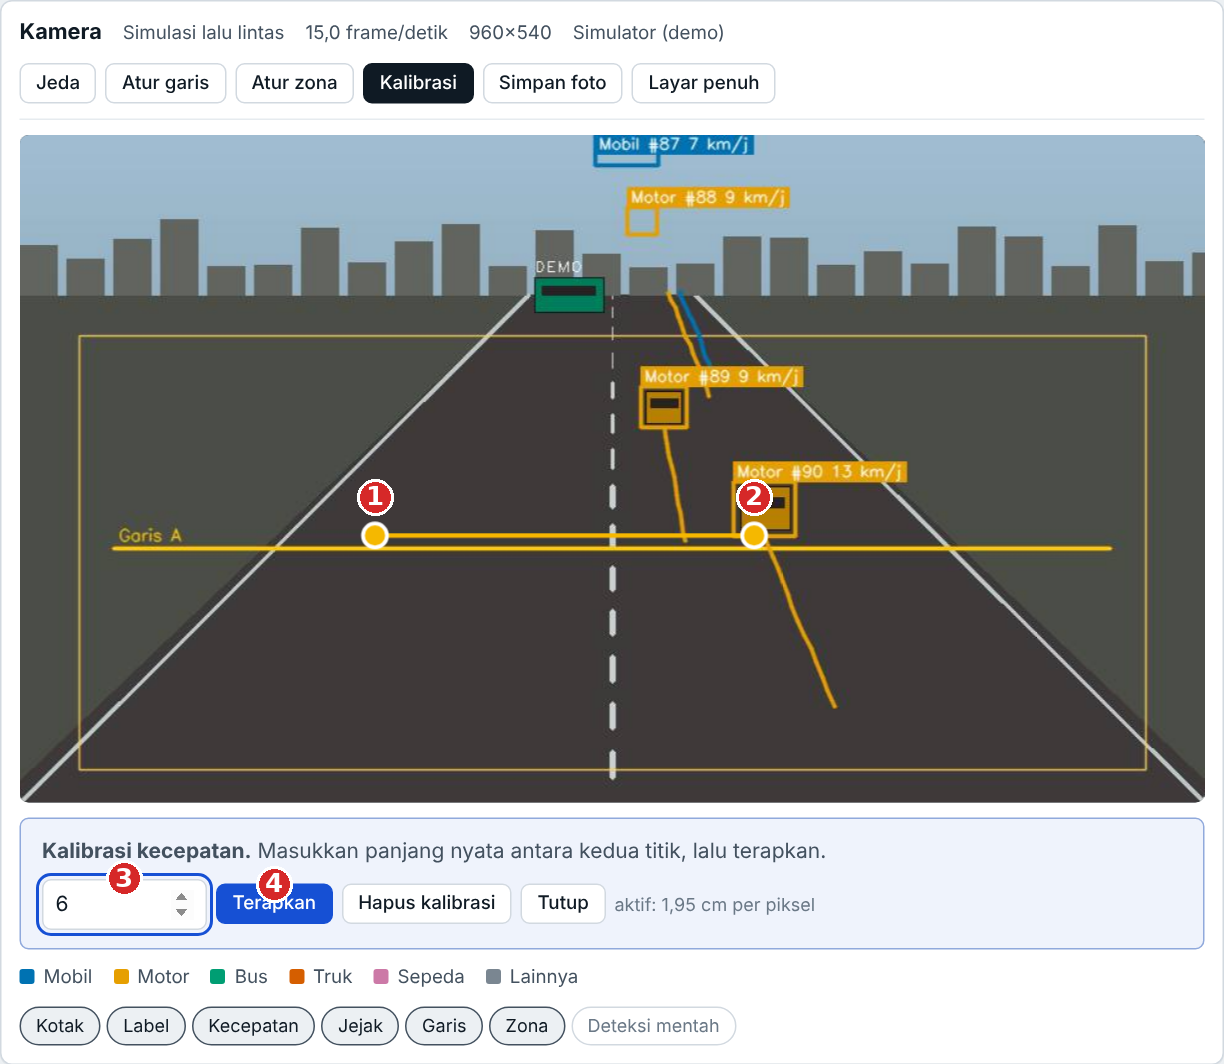 Kamera Simulasi lalu lintas 15,0 frame/detik 960×540 Simulator (demo)
Jeda Atur garis Atur zona Kalibrasi Simpan foto Layar penuh
Mobil #87 7 km/j
Motor #88 9 km/j
DEMO
Motor #89 9 km/j
Motor #90 13 km/j
1 2
Garis A
Kalibrasi kecepatan. Masukkan panjang nyata antara kedua titik, lalu terapkan.
3 4
6 Terapkan Hapus kalibrasi Tutup aktif: 1,95 cm per piksel
Mobil Motor Bus Truk Sepeda Lainnya
Kotak Label Kecepatan Jejak Garis Zona Deteksi mentah